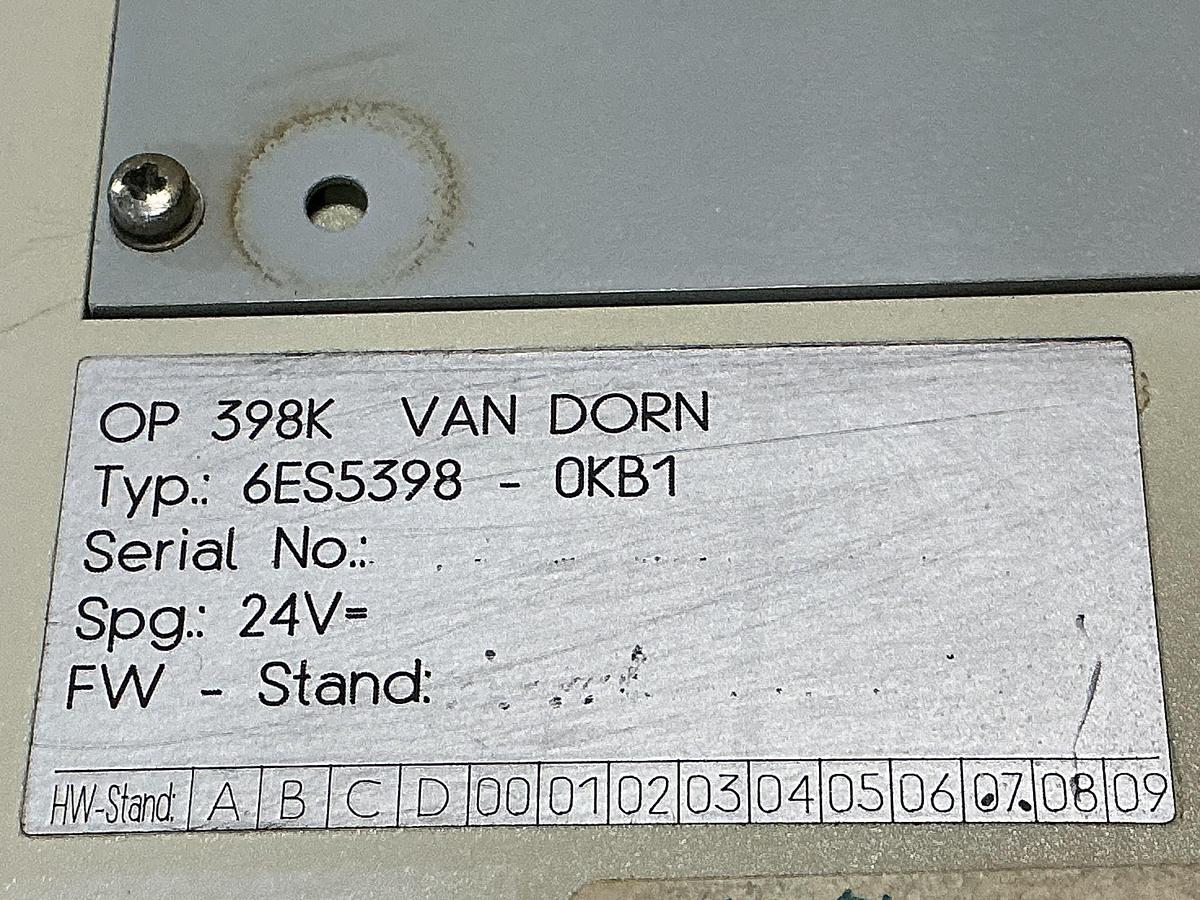 OP 398K VAN DORN
Typ.: 6ES5398 - 0KB1
Serial No.:
Spg.: 24V=
FW - Stand:
HW-Stand: A B C D 00 01 02 03 04 05 06 07 08 09